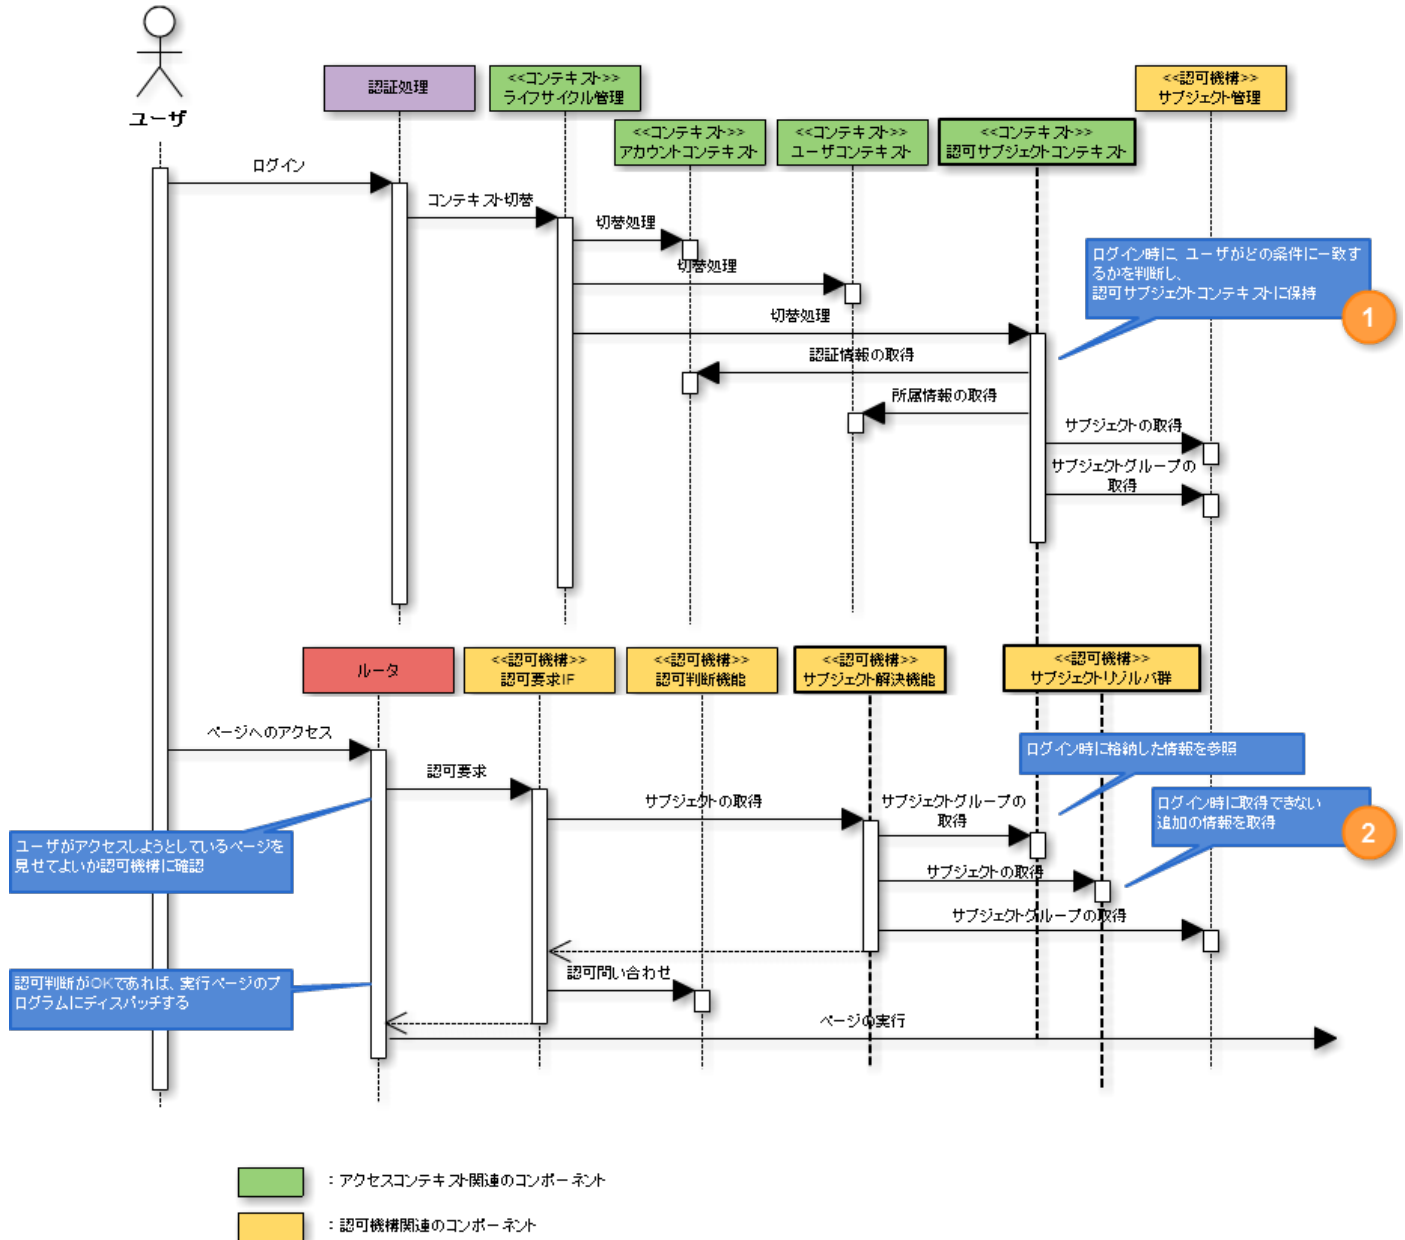 ユーザ
認証処理
<<コンテキスト>>
ライフサイクル管理
<<認可機構>>
サブジェクト管理
<<コンテキスト>>
アカウントコンテキスト
<<コンテキスト>>
ユーザコンテキスト
<<コンテキスト>>
認可サブジェクトコンテキスト
ログイン
コンテキスト切替
切替処理
切替処理
切替処理
ログイン時に、ユーザがどの条件に一致す
るかを判断し、
認可サブジェクトコンテキストに保持
1
認証情報の取得
所属情報の取得
サブジェクトの取得
サブジェクトグループの
取得
ルータ
<<認可機構>>
認可要求IF
<<認可機構>>
認可判断機能
<<認可機構>>
サブジェクト解決機能
<<認可機構>>
サブジェクトリゾルバ群
ページへのアクセス
認可要求
サブジェクトの取得
サブジェクトグループの
取得
ログイン時に格納した情報を参照
ログイン時に取得できない
追加の情報を取得
2
ユーザがアクセスしようとしているページを
見せてよいか認可機構に確認
サブジェクトの取得
サブジェクトグループの取得
認可問い合わせ
認可判断がOKであれば、実行ページのプ
ログラムにディスパッチする
ページの実行
：アクセスコンテキスト関連のコンポーネント
：認可機構関連のコンポーネント